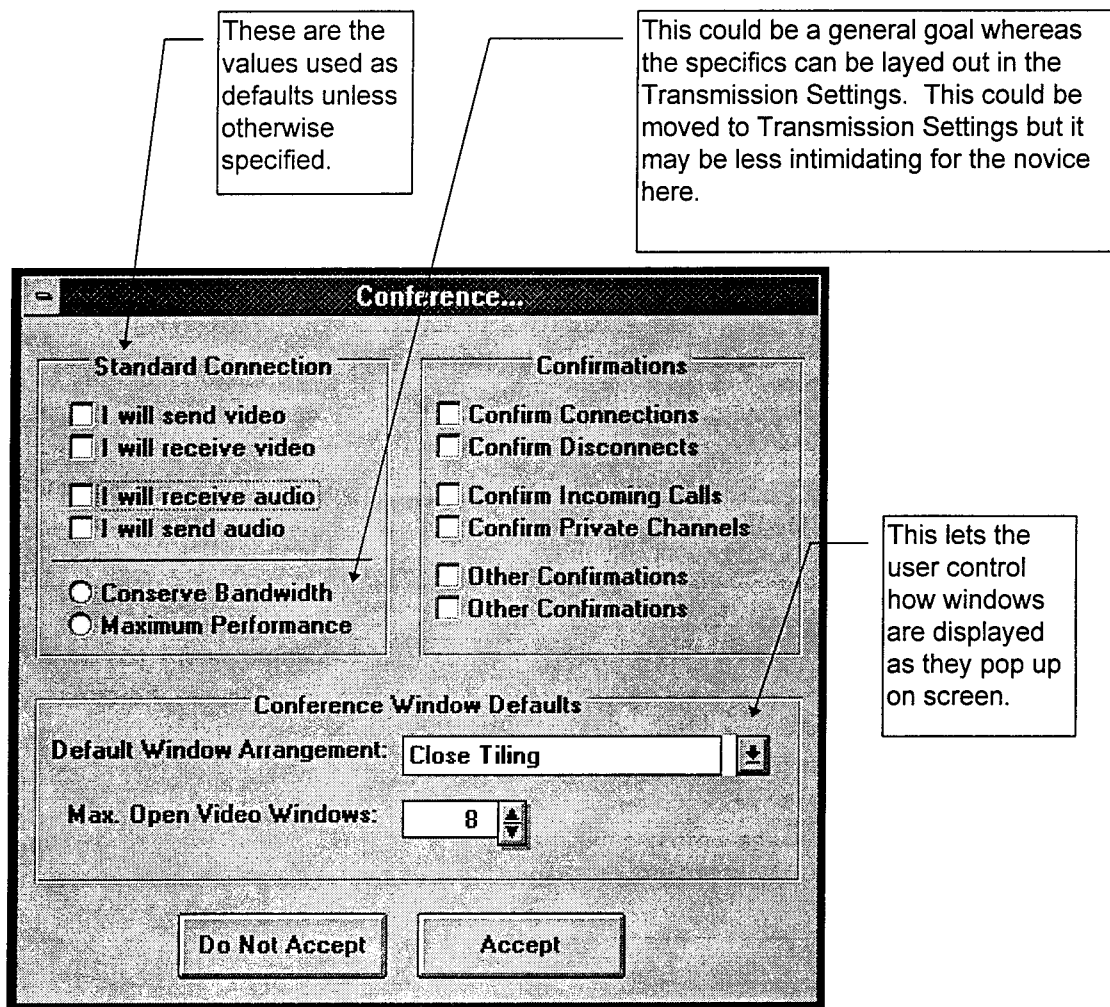 These are the
values used as
defaults unless
otherwise
specified.
This could be a general goal whereas
the specifics can be layed out in the
Transmission Settings. This could be
moved to Transmission Settings but it
may be less intimidating for the novice
here.
Conference...
Standard Connection
I will send video
I will receive video
I will receive audio
I will send audio
Conserve Bandwidth
Maximum Performance
Confirmations
Confirm Connections
Confirm Disconnects
Confirm Incoming Calls
Confirm Private Channels
Other Confirmations
Other Confirmations
This lets the
user control
how windows
are displayed
as they pop up
on screen.
Conference Window Defaults
Default Window Arrangement: Close Tiling
Max. Open Video Windows: 8
Do Not Accept Accept